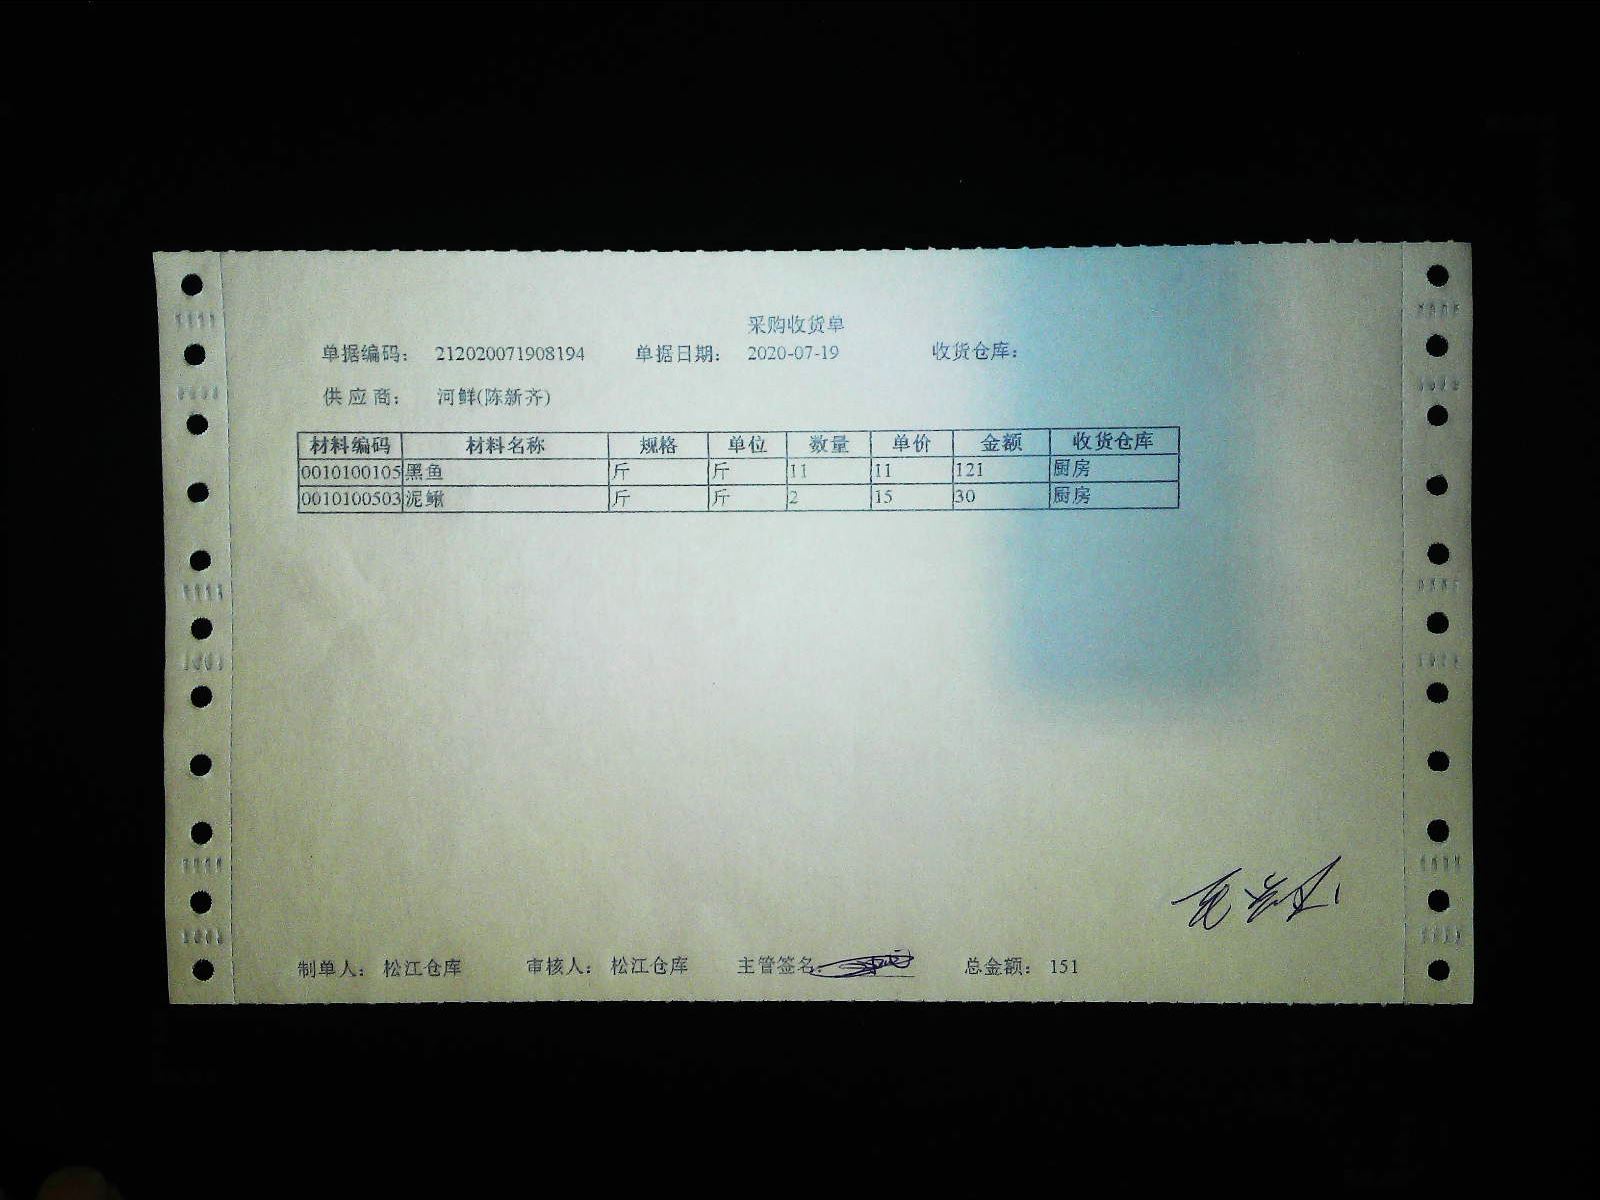 采购收货单
单据编码： 212020071908194 单据日期： 2020-07-19 收货仓库：
供应商： 河鲜(陈新齐)
材料编码 材料名称 规格 单位 数量 单价 金额 收货仓库
0010100105 黑鱼 斤 斤 11 11 121 厨房
0010100503 泥鳅 斤 斤 2 15 30 厨房
制单人： 松江仓库 审核人： 松江仓库 主管签名： 总金额： 151